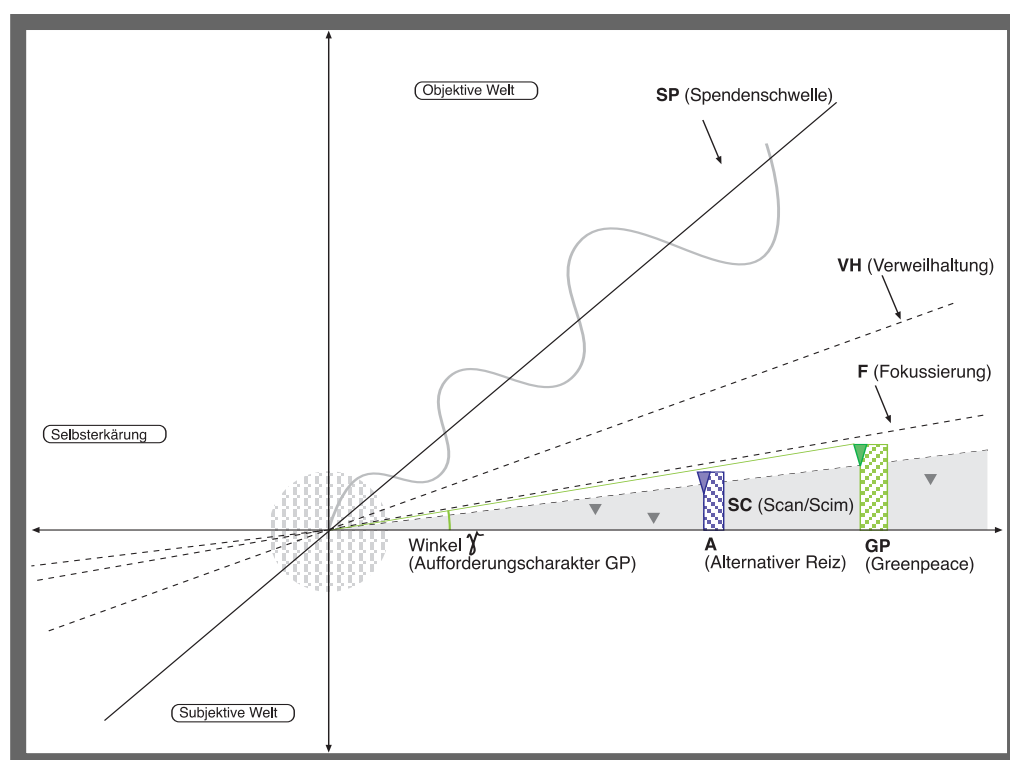 Objektive Welt
SP (Spendenschwelle)
VH (Verweilhaltung)
F (Fokussierung)
Selbsterkärung
SC (Scan/Scim)
Winkel γ
(Aufforderungscharakter GP)
A
(Alternativer Reiz)
GP
(Greenpeace)
Subjektive Welt